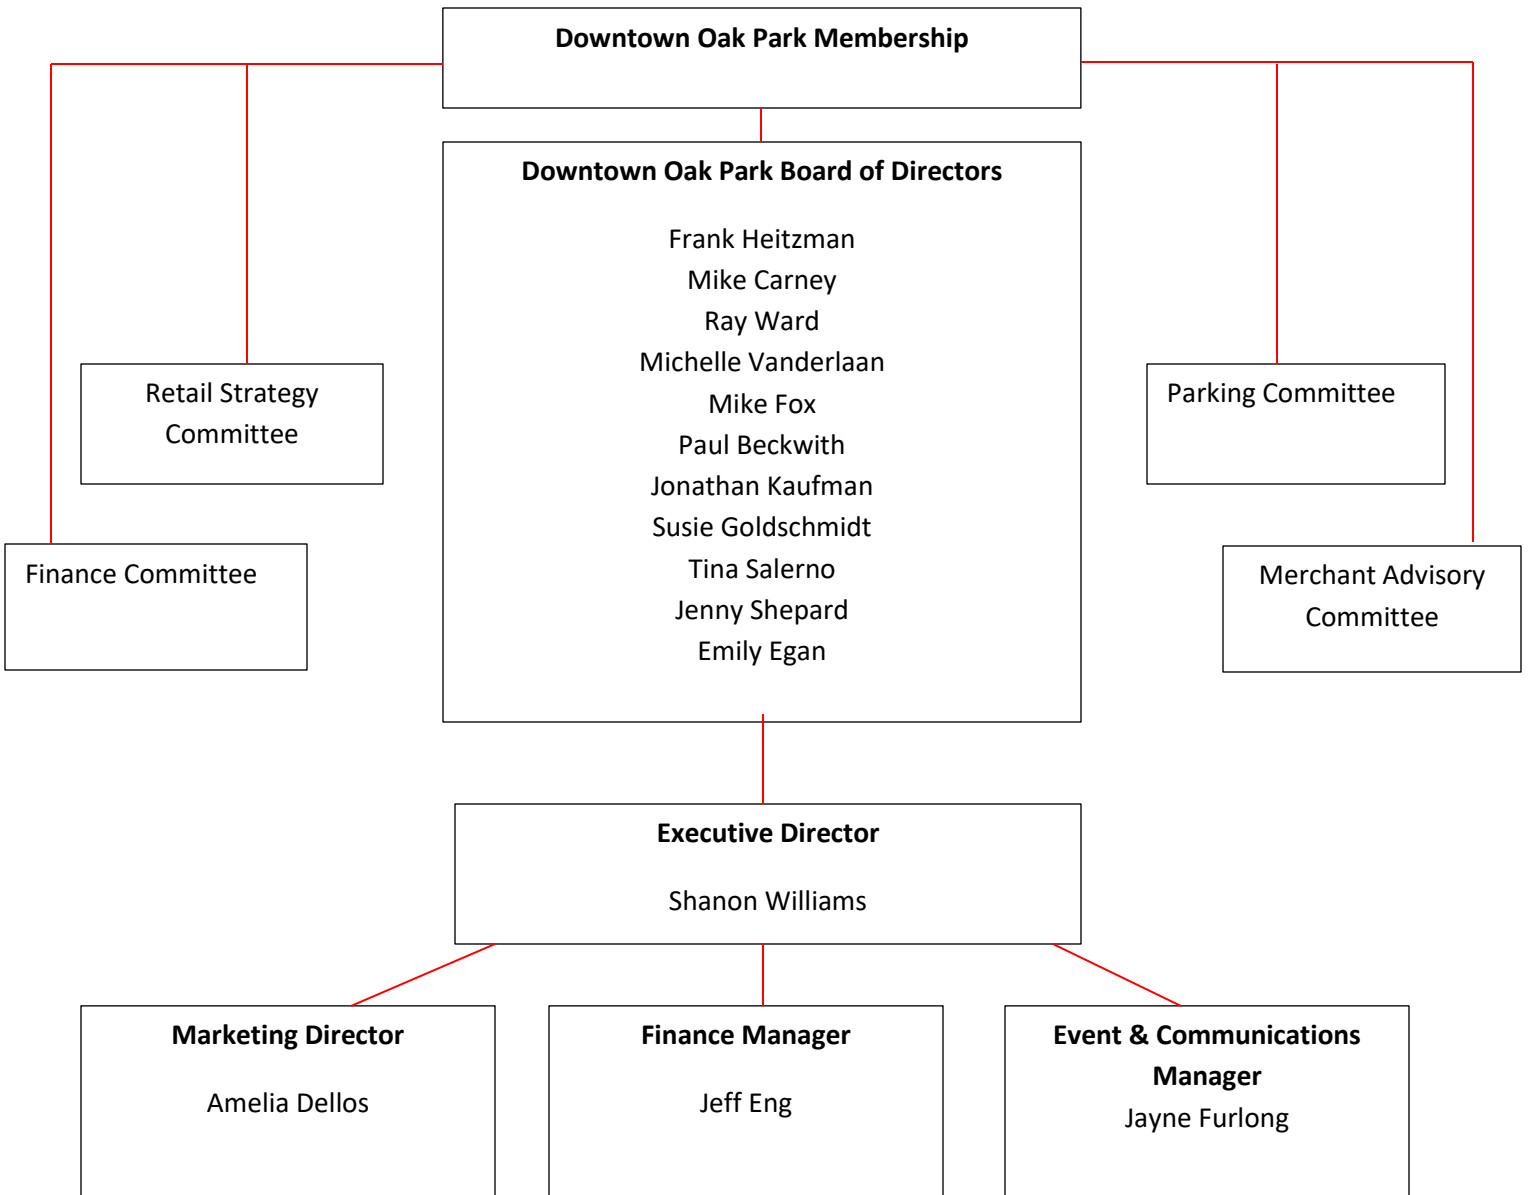 Downtown Oak Park Membership
Downtown Oak Park Board of Directors
Frank Heitzman
Mike Carney
Ray Ward
Michelle Vanderlaan
Mike Fox
Paul Beckwith
Jonathan Kaufman
Susie Goldschmidt
Tina Salerno
Jenny Shepard
Emily Egan
Retail Strategy
Committee
Finance Committee
Parking Committee
Merchant Advisory
Committee
Executive Director
Shanon Williams
Marketing Director
Amelia Dellos
Finance Manager
Jeff Eng
Event & Communications
Manager
Jayne Furlong